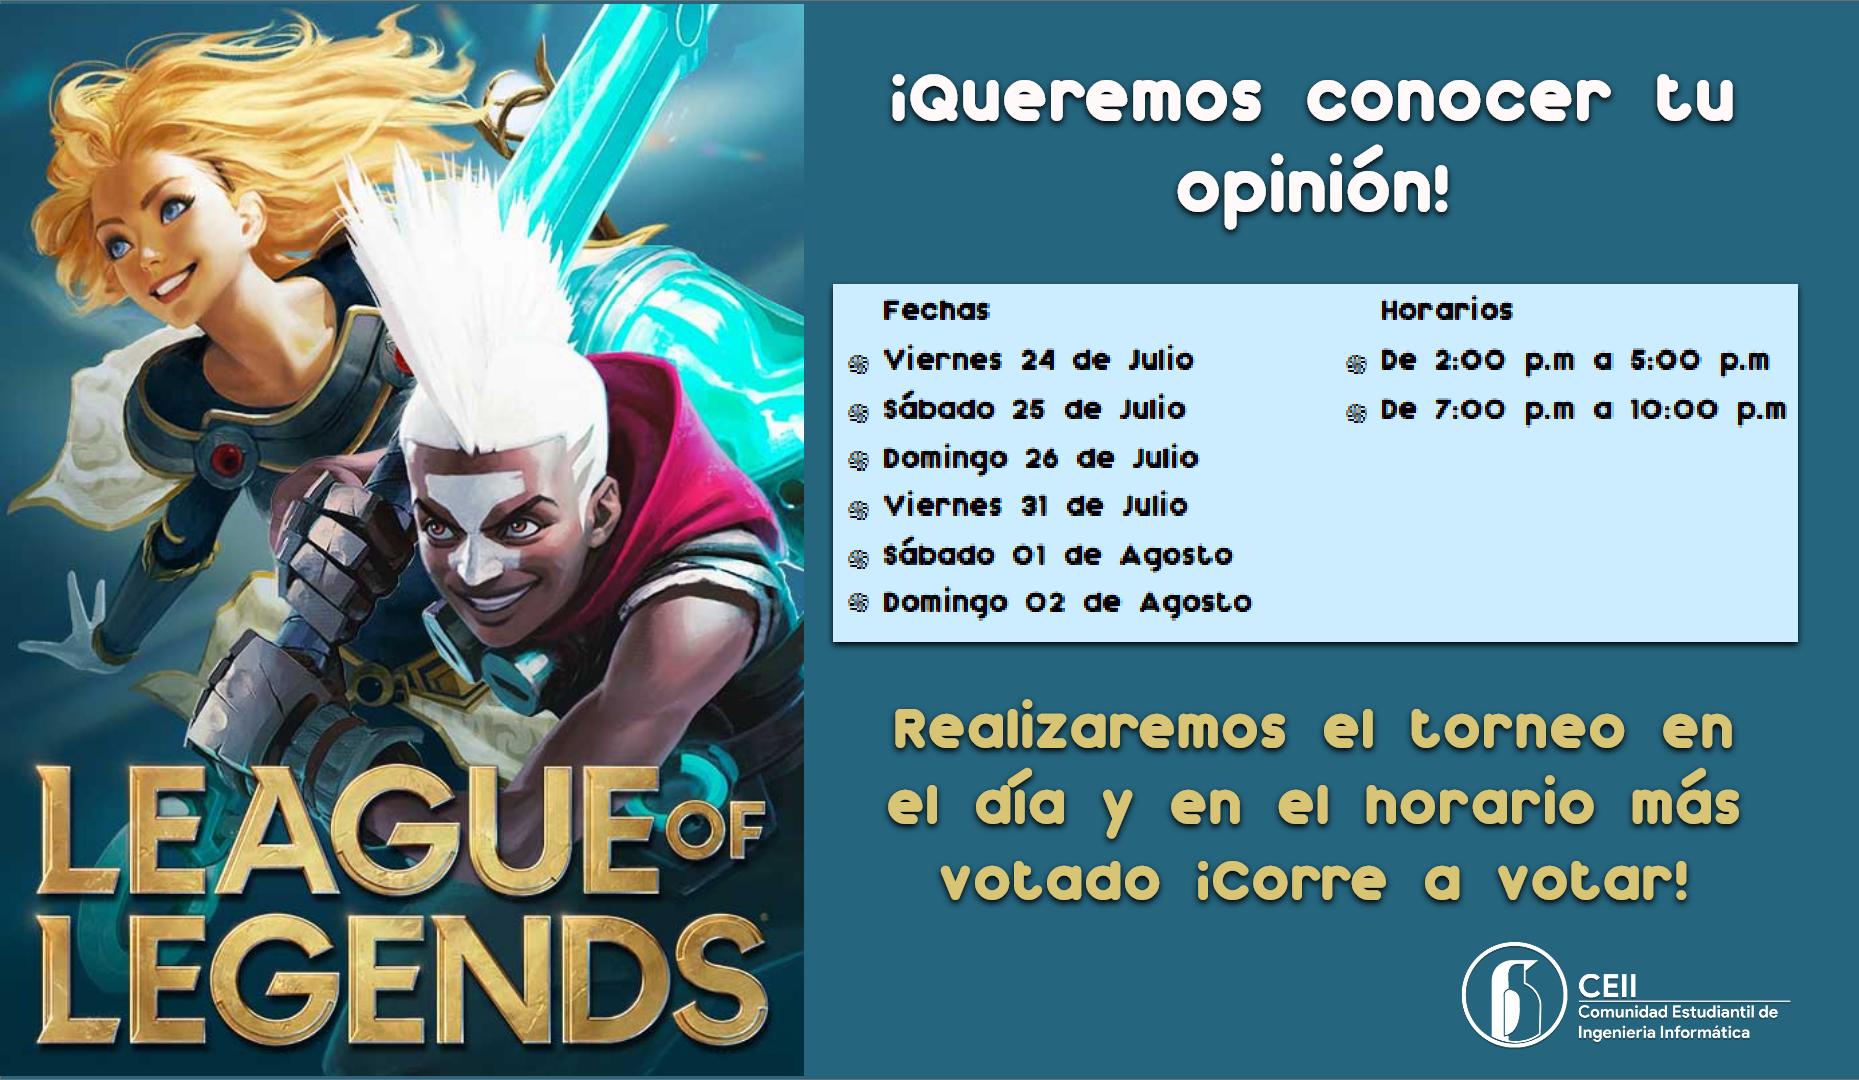 ¡Queremos conocer tu
opinión!
Fechas
Viernes 24 de Julio
Sábado 25 de Julio
Domingo 26 de Julio
Viernes 31 de Julio
Sábado 01 de Agosto
Domingo 02 de Agosto
Horarios
De 2:00 p.m a 5:00 p.m
De 7:00 p.m a 10:00 p.m
Realizaremos el torneo en
el día y en el horario más
votado ¡Corre a votar!
LEAGUE OF
LEGENDS
CEII
Comunidad Estudiantil de
Ingenieria Informática